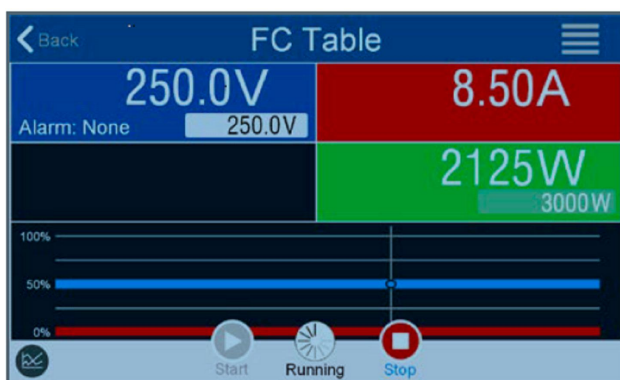 Back
FC Table
250.0V
8.50A
Alarm: None
250.0V
2125W
3000W
100%
50%
0%
Start
Running
Stop